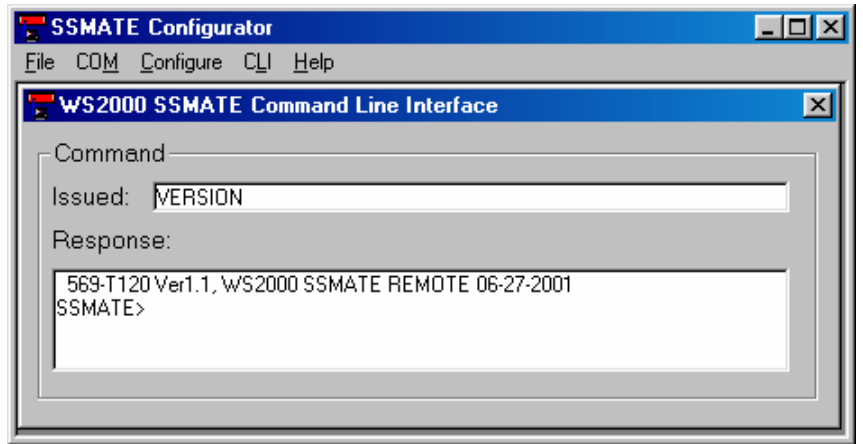 SSMATE Configurator
File COM Configure CLI Help
WS2000 SSMATE Command Line Interface
Command
Issued: VERSION
Response:
569-T120 Ver1.1, WS2000 SSMATE REMOTE 06-27-2001
SSMATE>